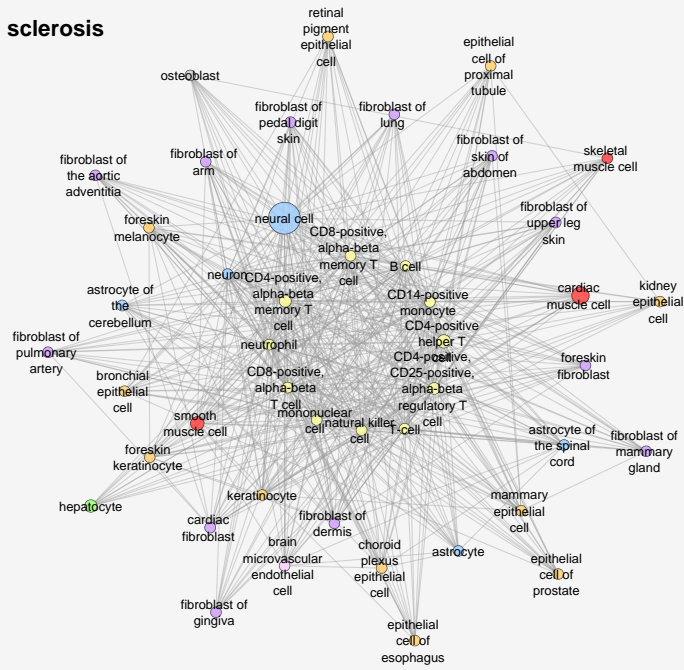 sclerosis
retinal
pigment
epithelial
cell
epithelial
cell of
proximal
tubule
osteoblast
fibroblast of
pedal digit
skin
fibroblast of
lung
fibroblast of
arm
fibroblast of
skin of
abdomen
skeletal
muscle cell
fibroblast of
the aortic
adventitia
foreskin
melanocyte
neural cell
fibroblast of
upper leg
skin
CD8-positive,
alpha-beta
memory T
cell
B cell
neuron
CD4-positive,
alpha-beta
memory T
cell
CD14-positive
monocyte
cardiac
muscle cell
kidney
epithelial
cell
astrocyte of
the
cerebellum
CD4-positive
helper T
cell
neutrophil
fibroblast of
pulmonary
artery
CD4-positive,
CD25-positive,
alpha-beta
regulatory T
cell
foreskin
fibroblast
bronchial
epithelial
cell
CD8-positive,
alpha-beta
T cell
smooth
muscle cell
mononuclear
cell
natural killer
cell
T-cell
astrocyte of
the spinal
cord
fibroblast of
mammary
gland
foreskin
keratinocyte
hepatocyte
keratinocyte
mammary
epithelial
cell
cardiac
fibroblast
fibroblast of
dermis
brain
microvascular
endothelial
cell
choroid
plexus
epithelial
cell
astrocyte
epithelial
cell of
prostate
fibroblast of
gingiva
epithelial
cell of
esophagus